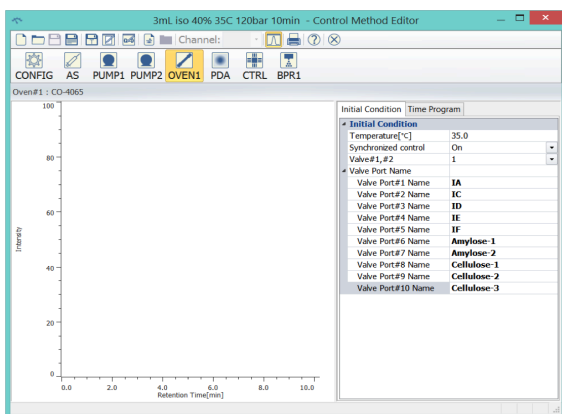 3mL iso 40% 35C 120bar 10min - Control Method Editor
Channel:
CONFIG AS PUMP1 PUMP2 OVEN1 PDA CTRL BPR1
Oven#1 : CO-4065
Initial Condition Time Program
Initial Condition
Temperature[°C] 35.0
Synchronized control On
Valve#1,#2 1
Valve Port Name
Valve Port#1 Name IA
Valve Port#2 Name IC
Valve Port#3 Name ID
Valve Port#4 Name IE
Valve Port#5 Name IF
Valve Port#6 Name Amylose-1
Valve Port#7 Name Amylose-2
Valve Port#8 Name Cellulose-1
Valve Port#9 Name Cellulose-2
Valve Port#10 Name Cellulose-3
100
80
60
40
20
0
Intensity
0.0 2.0 4.0 6.0 8.0 10.0
Retention Time[min]